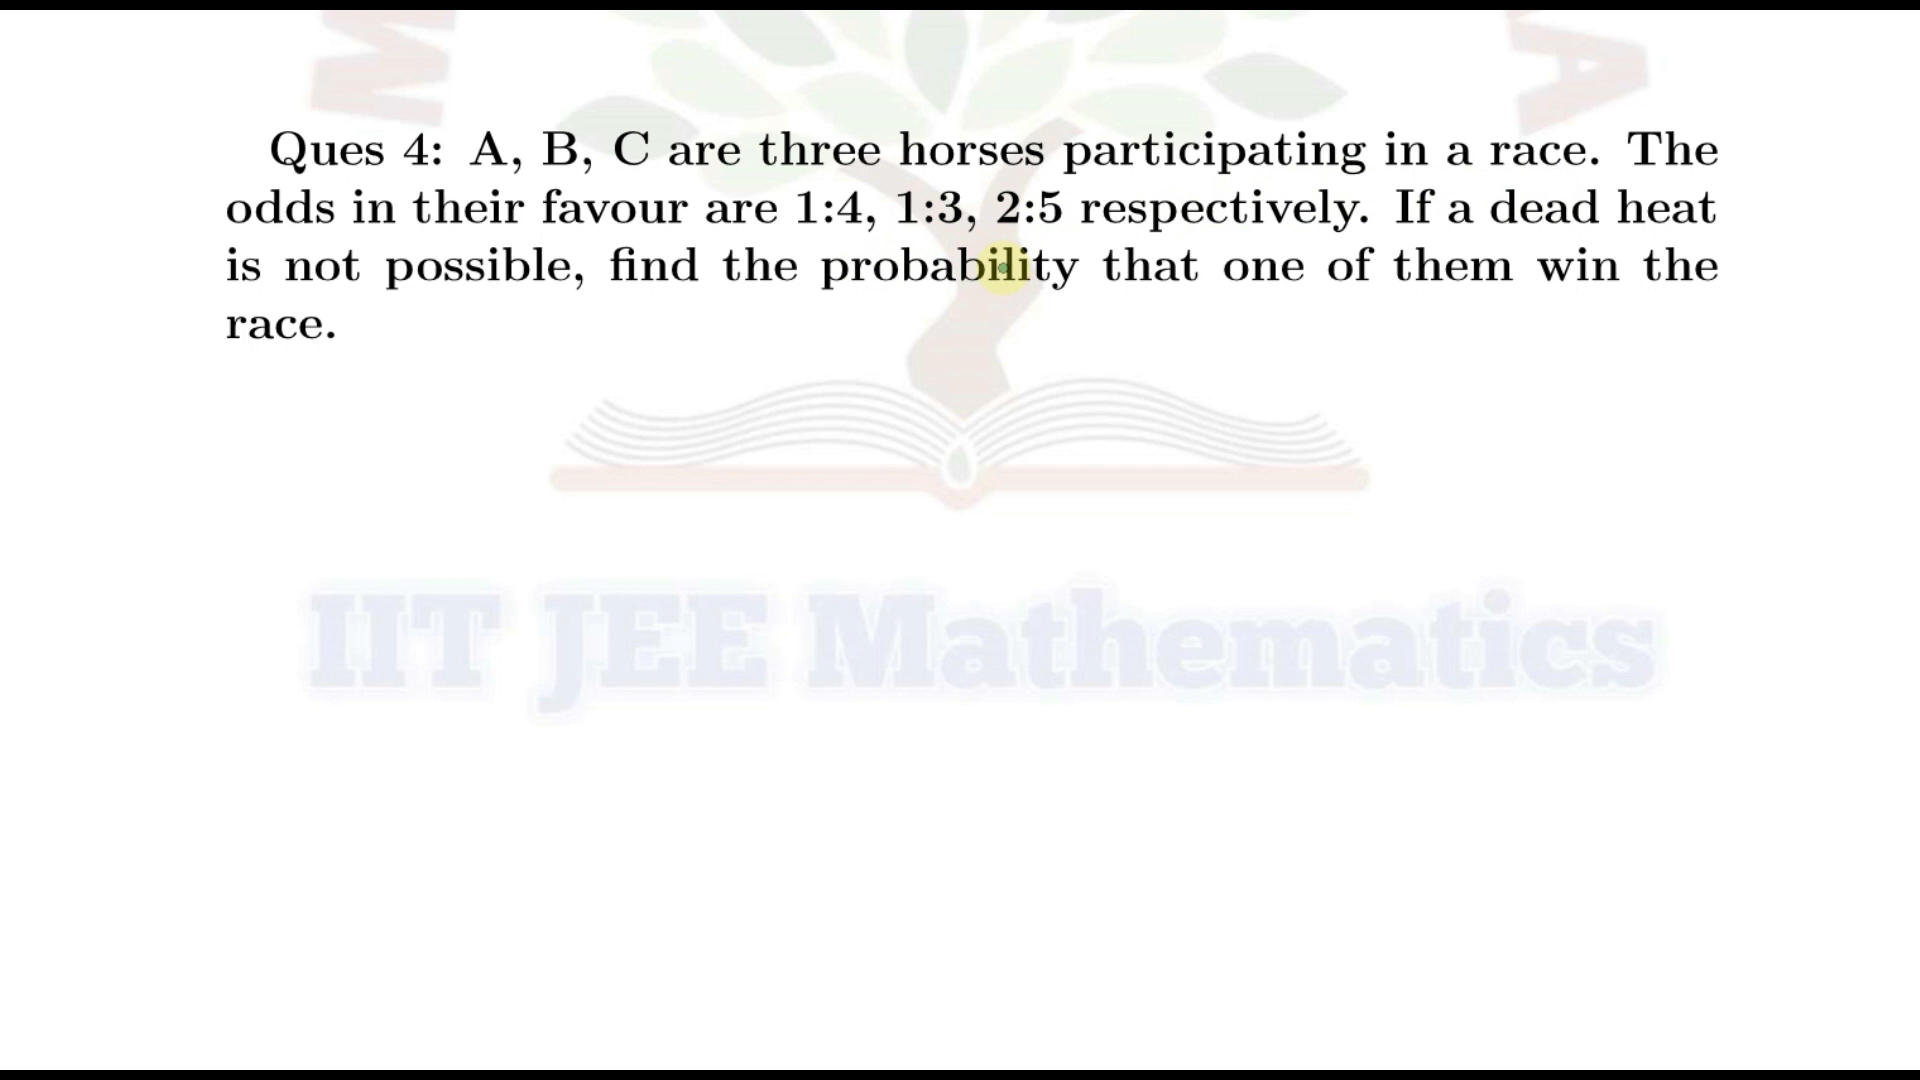 Ques 4: A, B, C are three horses participating in a race. The
odds in their favour are 1:4, 1:3, 2:5 respectively. If a dead heat
is not possible, find the probability that one of them win the
race.
IIT JEE Mathematics